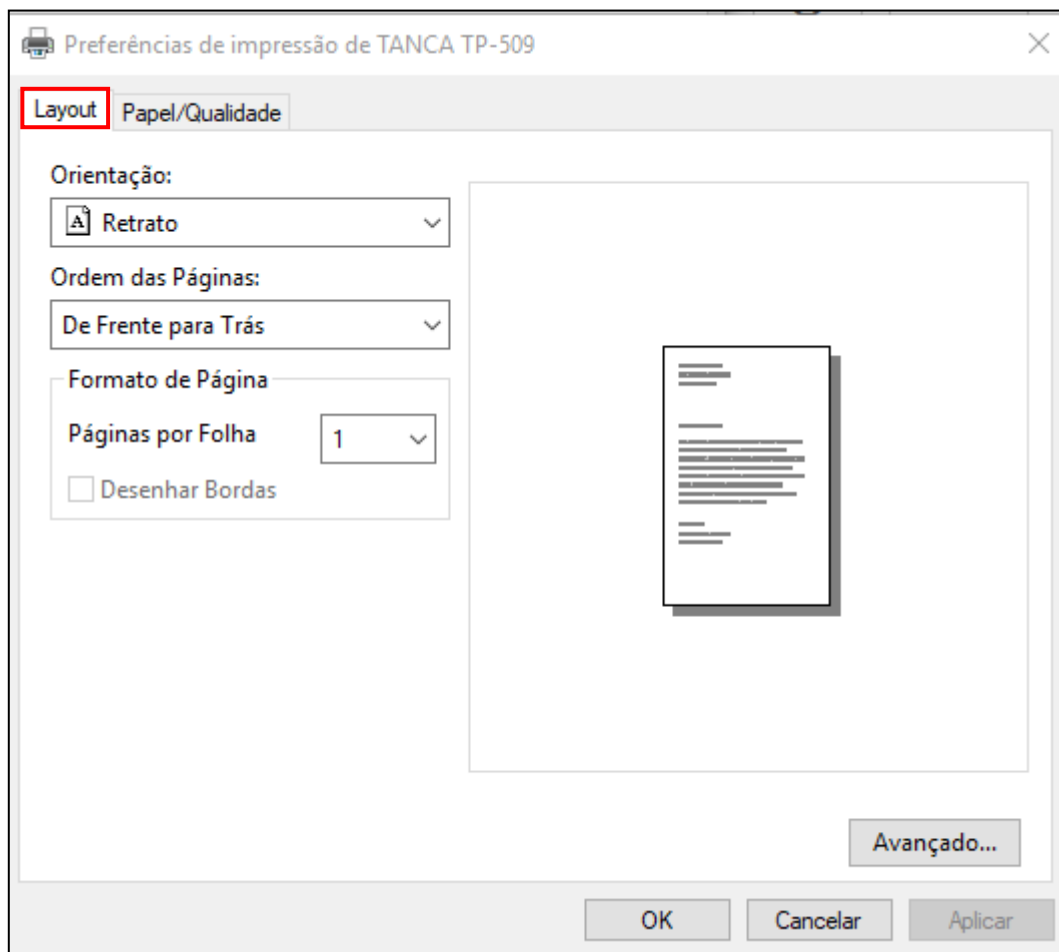 Preferências de impressão de TANCA TP-509
Layout
Papel/Qualidade
Orientação:
Retrato
Ordem das Páginas:
De Frente para Trás
Formato de Página
Páginas por Folha
1
Desenhar Bordas
Avançado...
OK
Cancelar
Aplicar